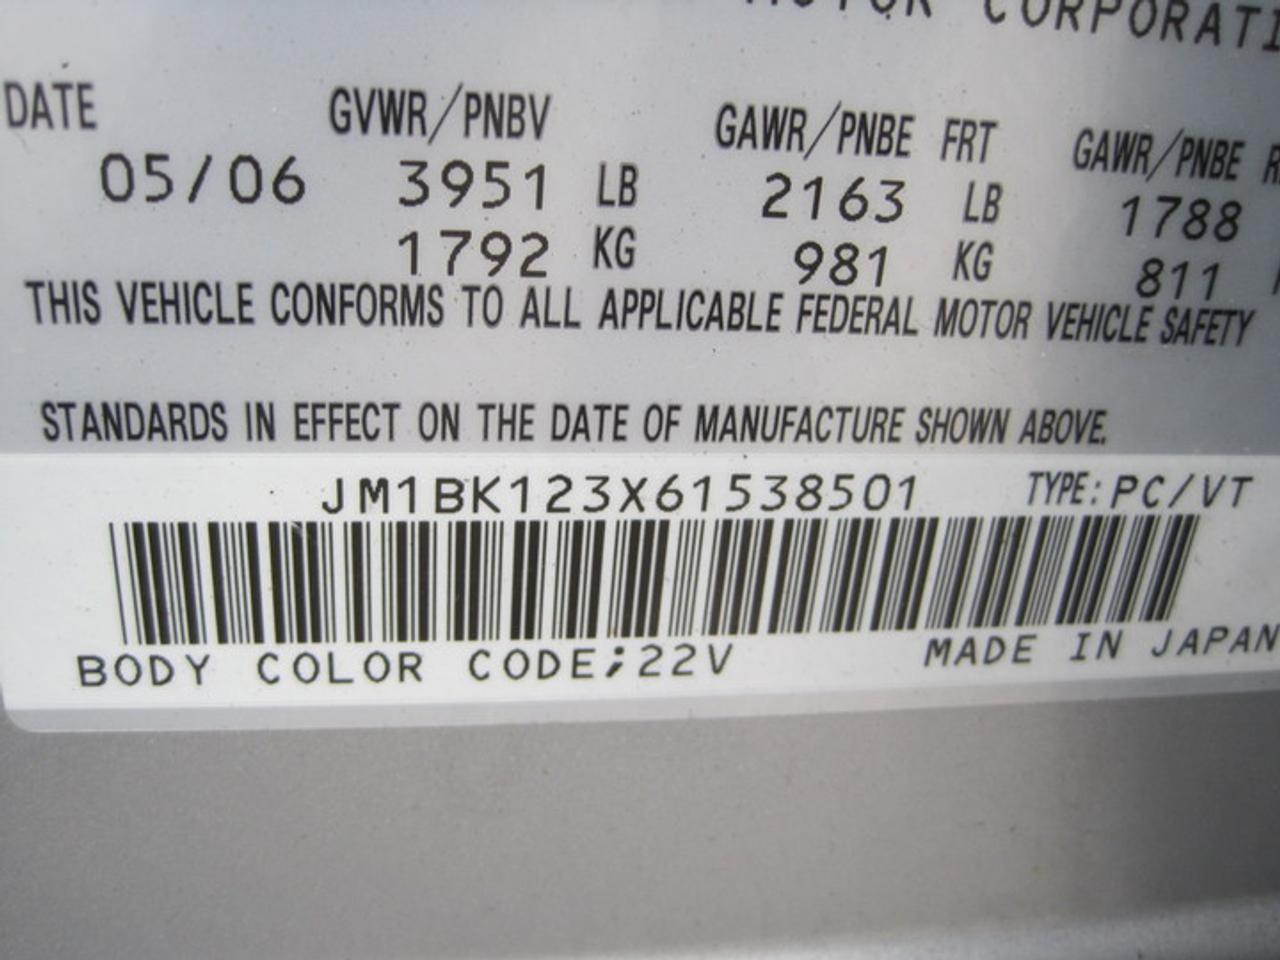 MOTOR CORPORATI
DATE GVWR/PNBV GAWR/PNBE FRT GAWR/PNBE
05/06 3951 LB 2163 LB 1788
1792 KG 981 KG 811
THIS VEHICLE CONFORMS TO ALL APPLICABLE FEDERAL MOTOR VEHICLE SAFETY
STANDARDS IN EFFECT ON THE DATE OF MANUFACTURE SHOWN ABOVE.
JM1BK123X61538501 TYPE: PC/VT
BODY COLOR CODE;22V MADE IN JAPAN